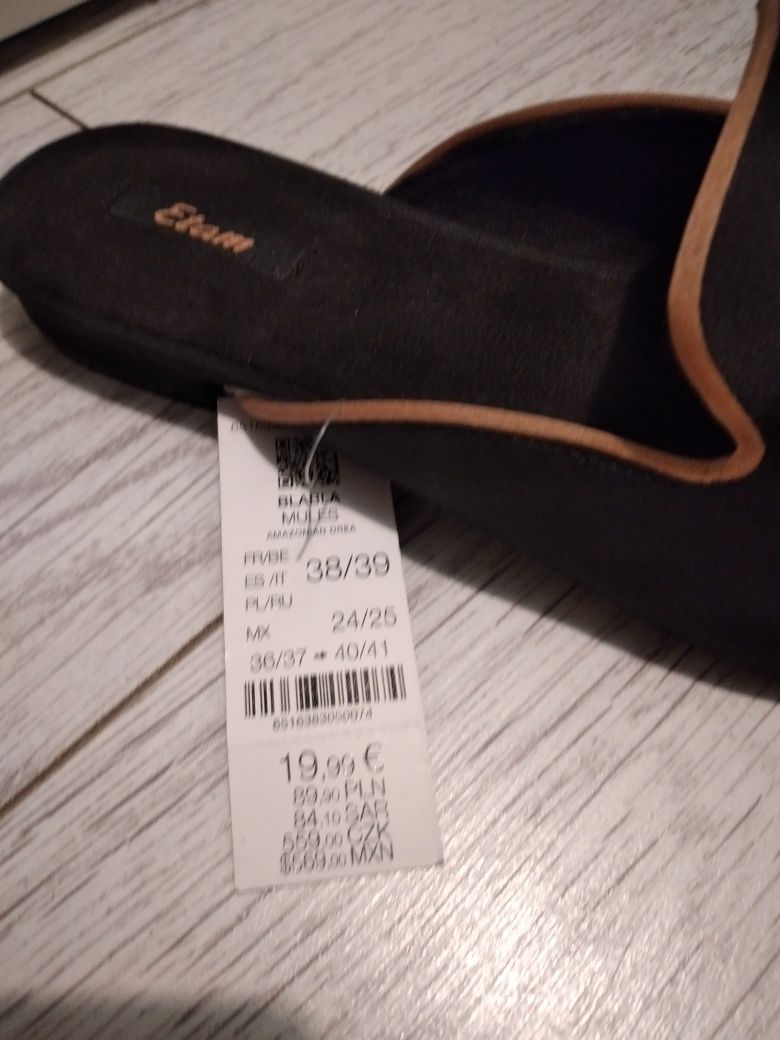 Etam
BLABLA
MULES
FR/BE
ES /IT 38/39
PL/RU
MX 24/25
36/37 → 40/41
19,99 €
89,90 PLN
84,10 SAR
559,00 CZK
$569,00 MXN